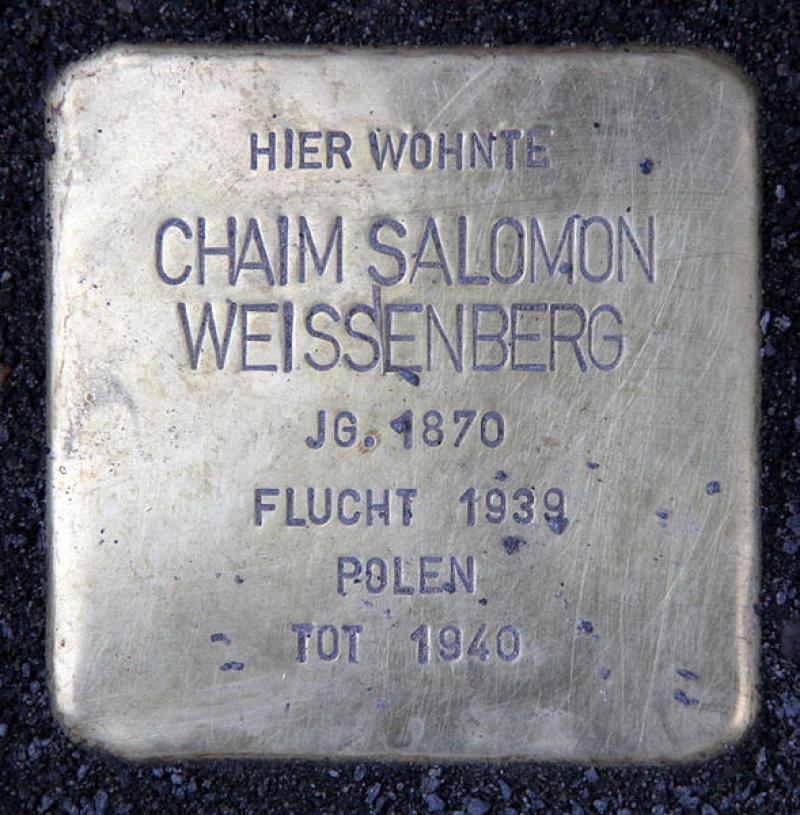 HIER WOHNTE
CHAIM SALOMON
WEISSENBERG
JG. 1870
FLUCHT 1939
POLEN
TOT 1940